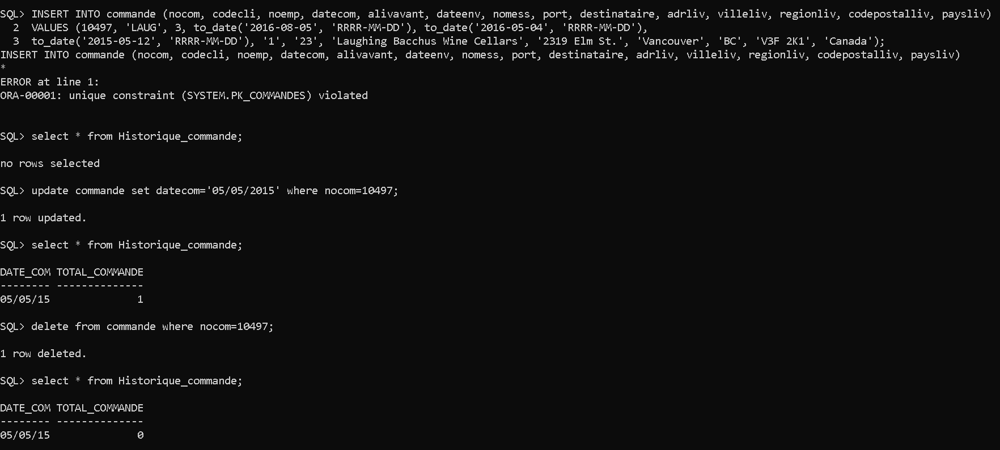 SQL> INSERT INTO commande (nocom, codecli, noemp, datecom, alivavant, dateenv, nomess, port, destinataire, adrliv, villeliv, regionliv, codepostalliv, paysliv)
  2  VALUES (10497, 'LAUG', 3, to_date('2016-08-05', 'RRRR-MM-DD'), to_date('2016-05-04', 'RRRR-MM-DD'),
  3  to_date('2015-05-12', 'RRRR-MM-DD'), '1', '23', 'Laughing Bacchus Wine Cellars', '2319 Elm St.', 'Vancouver', 'BC', 'V3F 2K1', 'Canada');
INSERT INTO commande (nocom, codecli, noemp, datecom, alivavant, dateenv, nomess, port, destinataire, adrliv, villeliv, regionliv, codepostalliv, paysliv)
*
ERROR at line 1:
ORA-00001: unique constraint (SYSTEM.PK_COMMANDES) violated
SQL> select * from Historique_commande;
no rows selected
SQL> update commande set datecom='05/05/2015' where nocom=10497;
1 row updated.
SQL> select * from Historique_commande;
DATE_COM TOTAL_COMMANDE
-------- --------------
05/05/15              1
SQL> delete from commande where nocom=10497;
1 row deleted.
SQL> select * from Historique_commande;
DATE_COM TOTAL_COMMANDE
-------- --------------
05/05/15              0